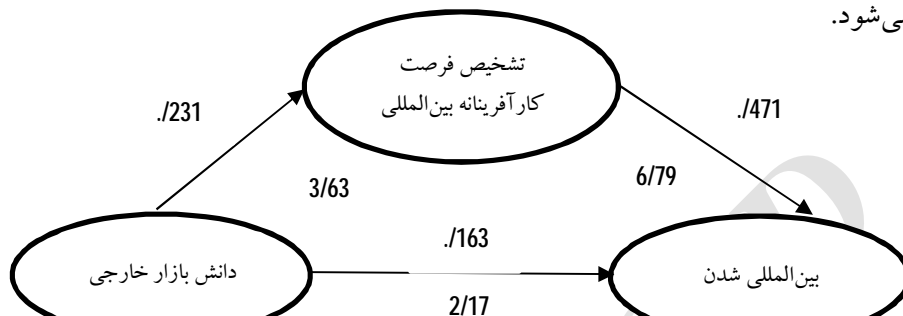 می‌شود.
تشخیص فرصت
کارآفرینانه بین‌المللی
./231
./471
3/63
6/79
./163
دانش بازار خارجی
بین‌المللی شدن
2/17